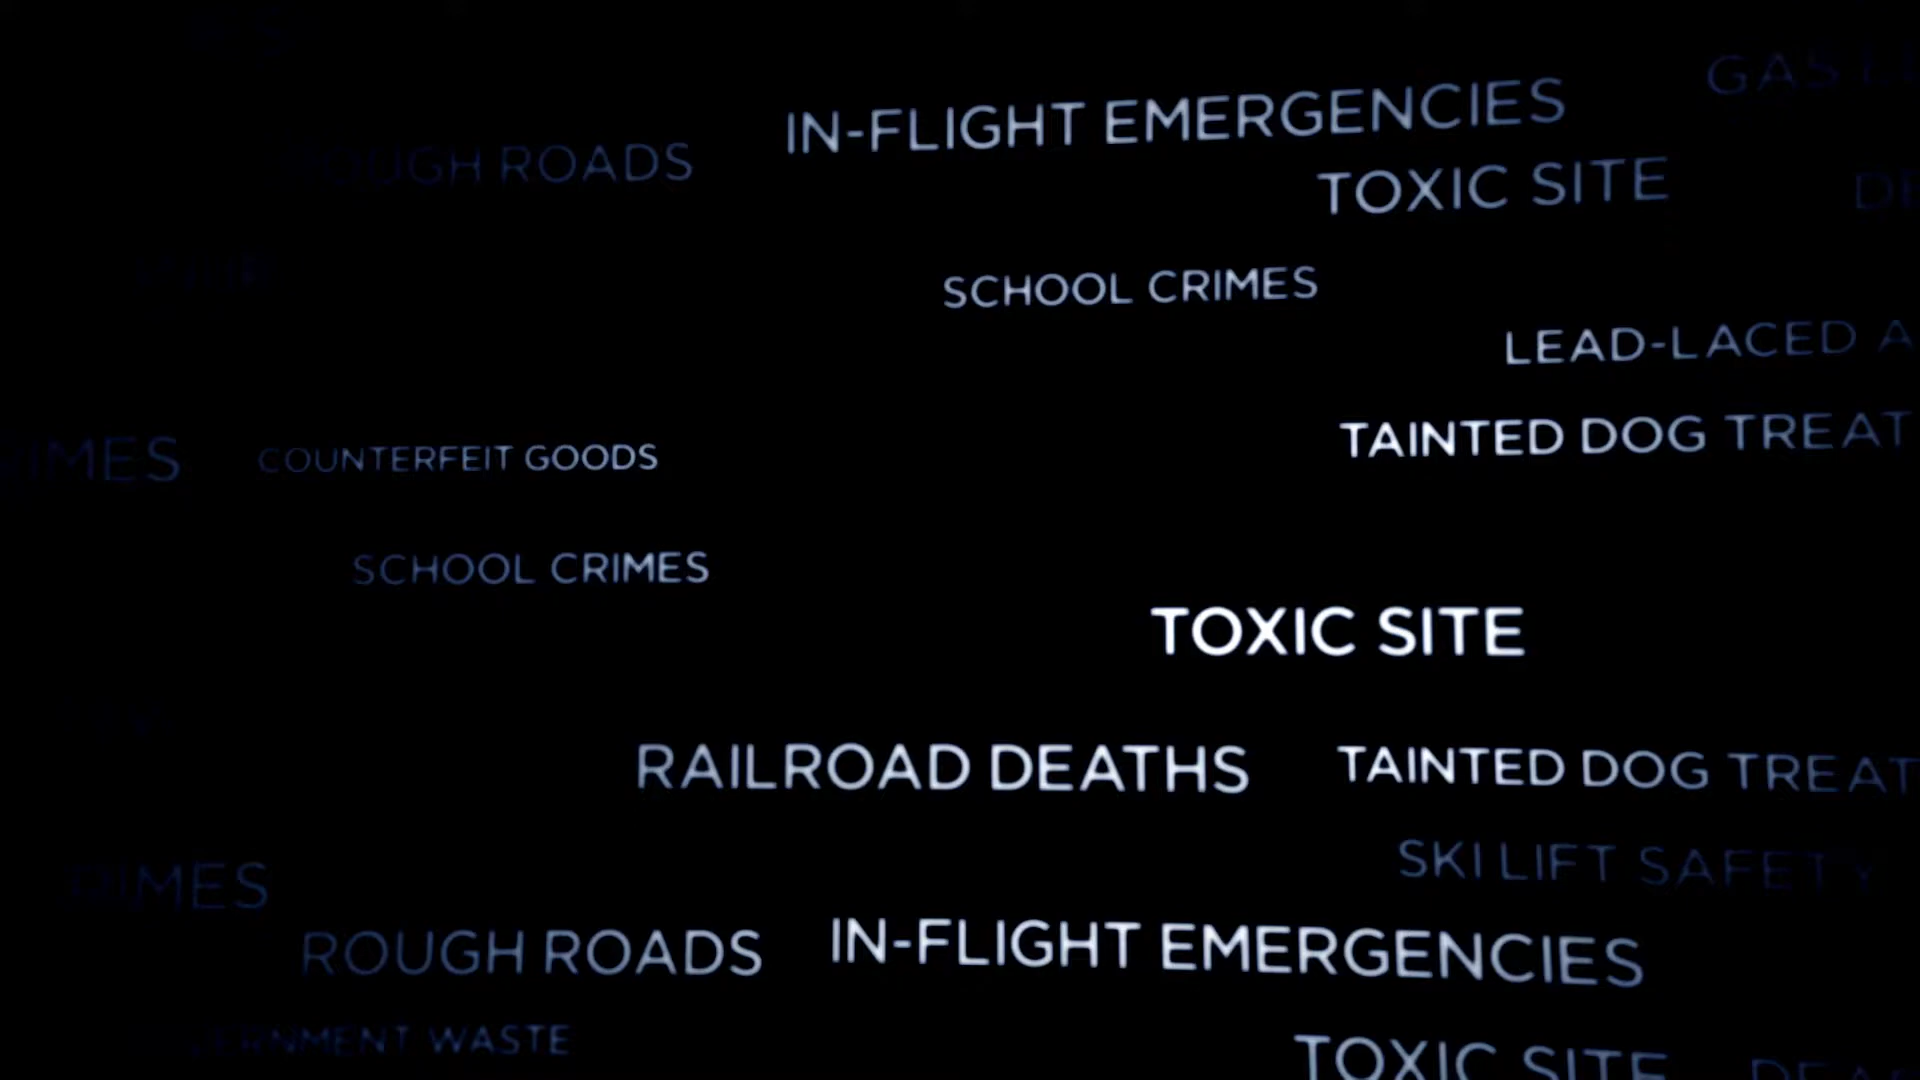 IN-FLIGHT EMERGENCIES
ROUGH ROADS
TOXIC SITE
SCHOOL CRIMES
LEAD-LACED
TAINTED DOG TREAT
COUNTERFEIT GOODS
SCHOOL CRIMES
TOXIC SITE
RAILROAD DEATHS
TAINTED DOG TREAT
SKI LIFT SAFETY
ROUGH ROADS
IN-FLIGHT EMERGENCIES
WASTE
TOXIC SITE